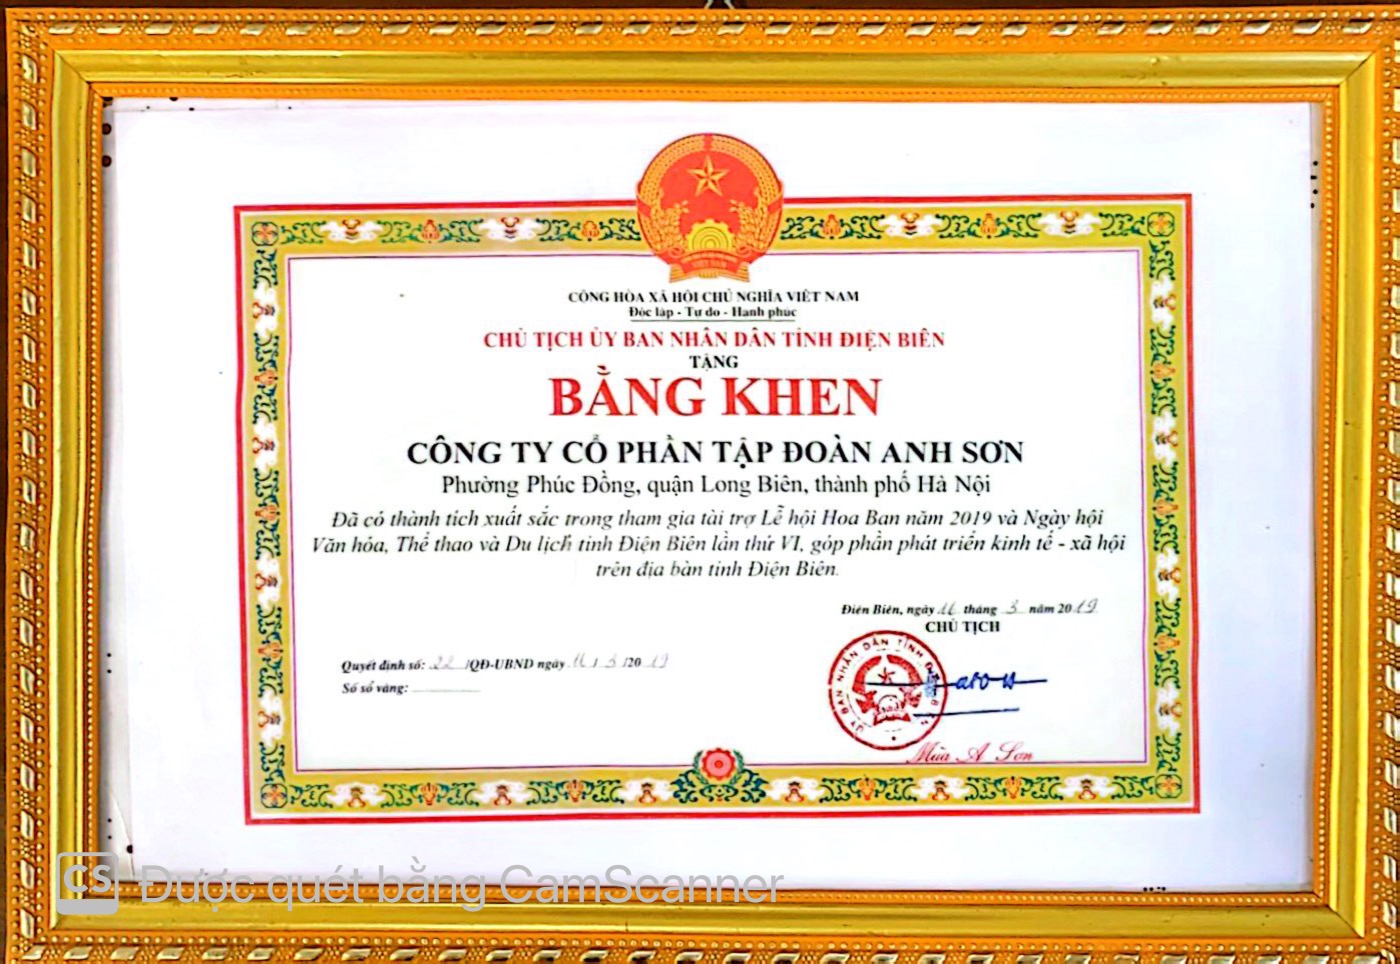 CỘNG HÒA XÃ HỘI CHỦ NGHĨA VIỆT NAM
Độc lập - Tự do - Hạnh phúc
CHỦ TỊCH ỦY BAN NHÂN DÂN TỈNH ĐIỆN BIÊN
TẶNG
BẰNG KHEN
CÔNG TY CỔ PHẦN TẬP ĐOÀN ANH SƠN
Phường Phúc Đồng, quận Long Biên, thành phố Hà Nội
Đã có thành tích xuất sắc trong tham gia tài trợ Lễ hội Hoa Ban năm 2019 và Ngày hội
Văn hóa, Thể thao và Du lịch tỉnh Điện Biên lần thứ VI, góp phần phát triển kinh tế - xã hội
trên địa bàn tỉnh Điện Biên.
Điện Biên, ngày tháng 3 năm 2019
CHỦ TỊCH
Quyết định số: 22 /QĐ-UBND ngày / 3 /2019
Số sổ vàng:
ỦY BAN NHÂN DÂN TỈNH ĐIỆN BIÊN
Mùa A Sơn
CS Được quét bằng CamScanner